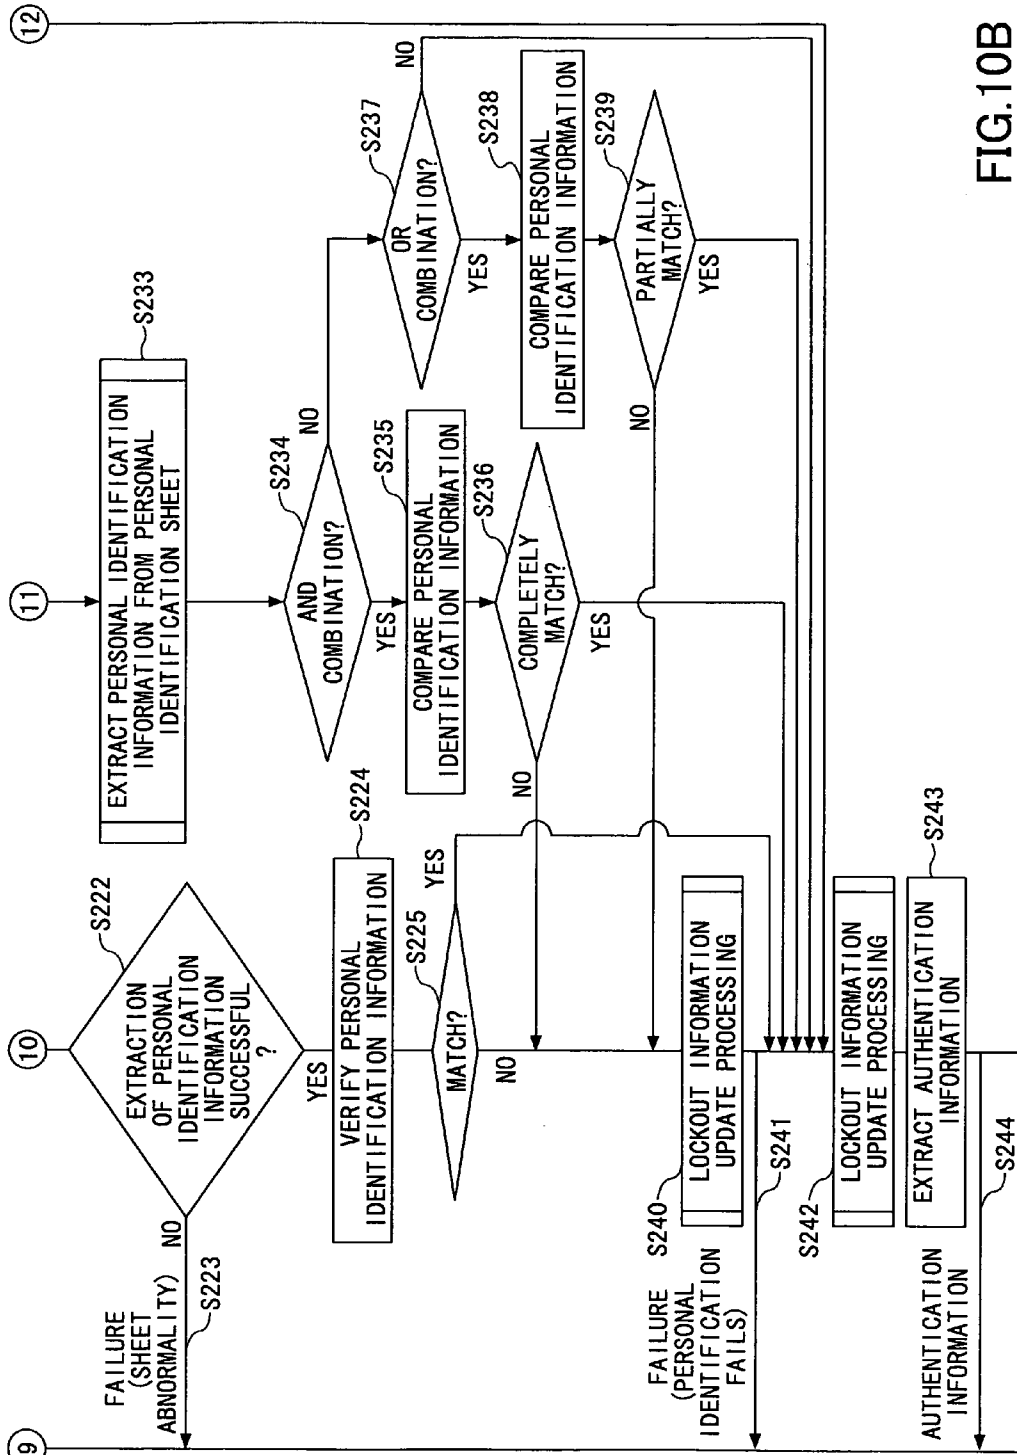 9
10
11
12
EXTRACTION
OF PERSONAL
IDENTIFICATION
INFORMATION
SUCCESSFUL
?
S222
NO
FAILURE
(SHEET
ABNORMALITY)
S223
YES
VERIFY PERSONAL
IDENTIFICATION INFORMATION
S224
MATCH?
S225
YES
NO
EXTRACT PERSONAL IDENTIFICATION
INFORMATION FROM PERSONAL
IDENTIFICATION SHEET
S233
AND
COMBINATION?
S234
NO
YES
COMPARE PERSONAL
IDENTIFICATION INFORMATION
S235
COMPLETELY
MATCH?
S236
NO
YES
OR
COMBINATION?
S237
NO
YES
COMPARE PERSONAL
IDENTIFICATION INFORMATION
S238
PARTIALLY
MATCH?
S239
NO
YES
S240
LOCKOUT INFORMATION
UPDATE PROCESSING
FAILURE
(PERSONAL
IDENTIFICATION
FAILS)
S241
S242
LOCKOUT INFORMATION
UPDATE PROCESSING
EXTRACT AUTHENTICATION
INFORMATION
S243
AUTHENTICATION
INFORMATION
S244
FIG.10B